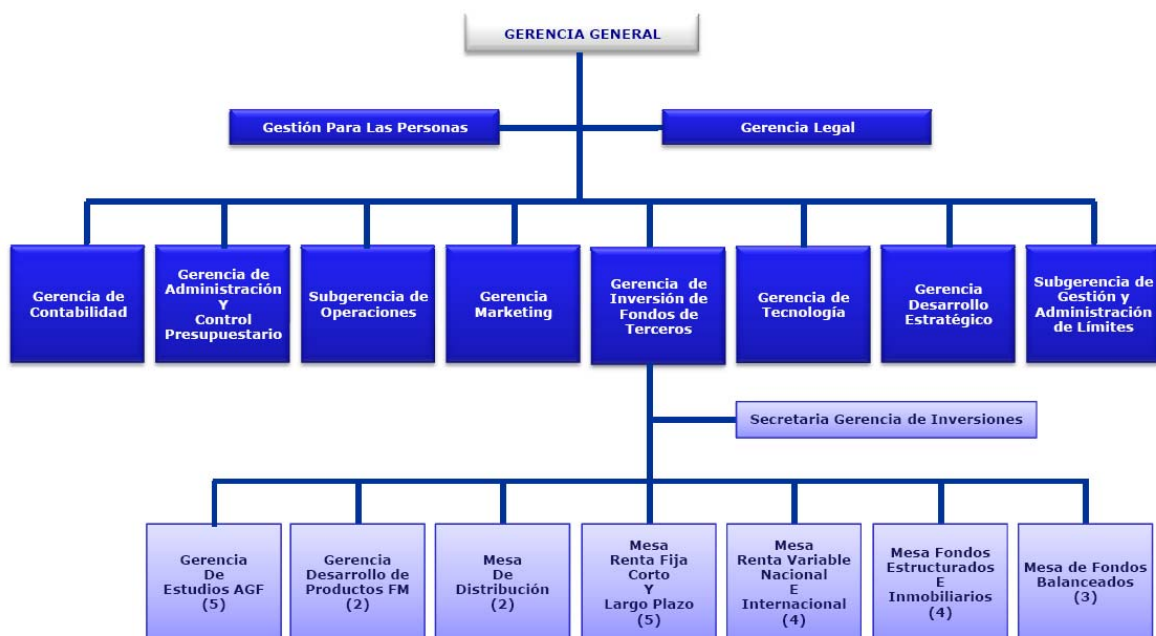 GERENCIA GENERAL
Gestión Para Las Personas
Gerencia Legal
Gerencia de
Contabilidad
Gerencia de
Administración
Y
Control
Presupuestario
Subgerencia de
Operaciones
Gerencia
Marketing
Gerencia de
Inversión de
Fondos de
Terceros
Gerencia de
Tecnología
Gerencia
Desarrollo
Estratégico
Subgerencia de
Gestión y
Administración
de Límites
Secretaria Gerencia de Inversiones
Gerencia
De
Estudios AGF
(5)
Gerencia
Desarrollo de
Productos FM
(2)
Mesa
De
Distribución
(2)
Mesa
Renta Fija
Corto
Y
Largo Plazo
(5)
Mesa
Renta Variable
Nacional
E
Internacional
(4)
Mesa Fondos
Estructurados
E
Inmobiliarios
(4)
Mesa de Fondos
Balanceados
(3)